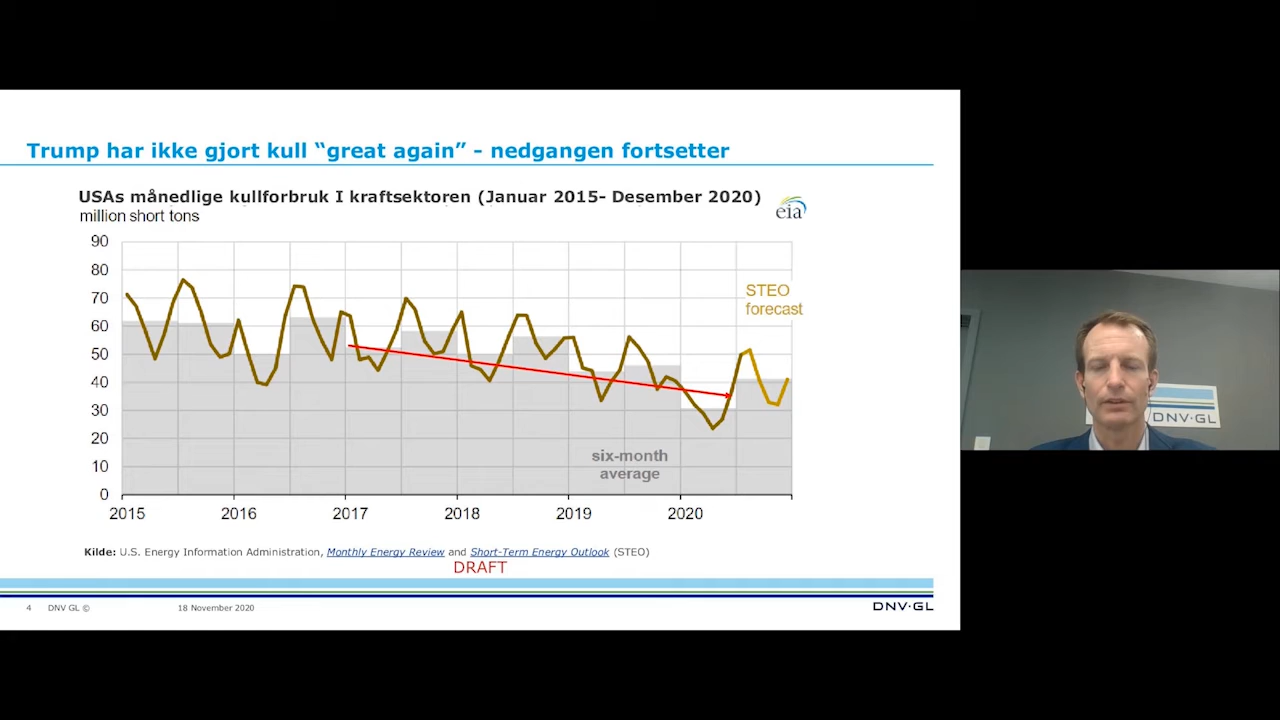 Trump har ikke gjort kull “great again” - nedgangen fortsetter
USAs månedlige kullforbruk I kraftsektoren (Januar 2015- Desember 2020)
million short tons
eia
90
80
70
60
50
40
30
20
10
0
STEO
forecast
six-month
average
2015 2016 2017 2018 2019 2020
Kilde: U.S. Energy Information Administration, Monthly Energy Review and Short-Term Energy Outlook (STEO)
DRAFT
4 DNV GL © 18 November 2020
DNV·GL
DNV·GL